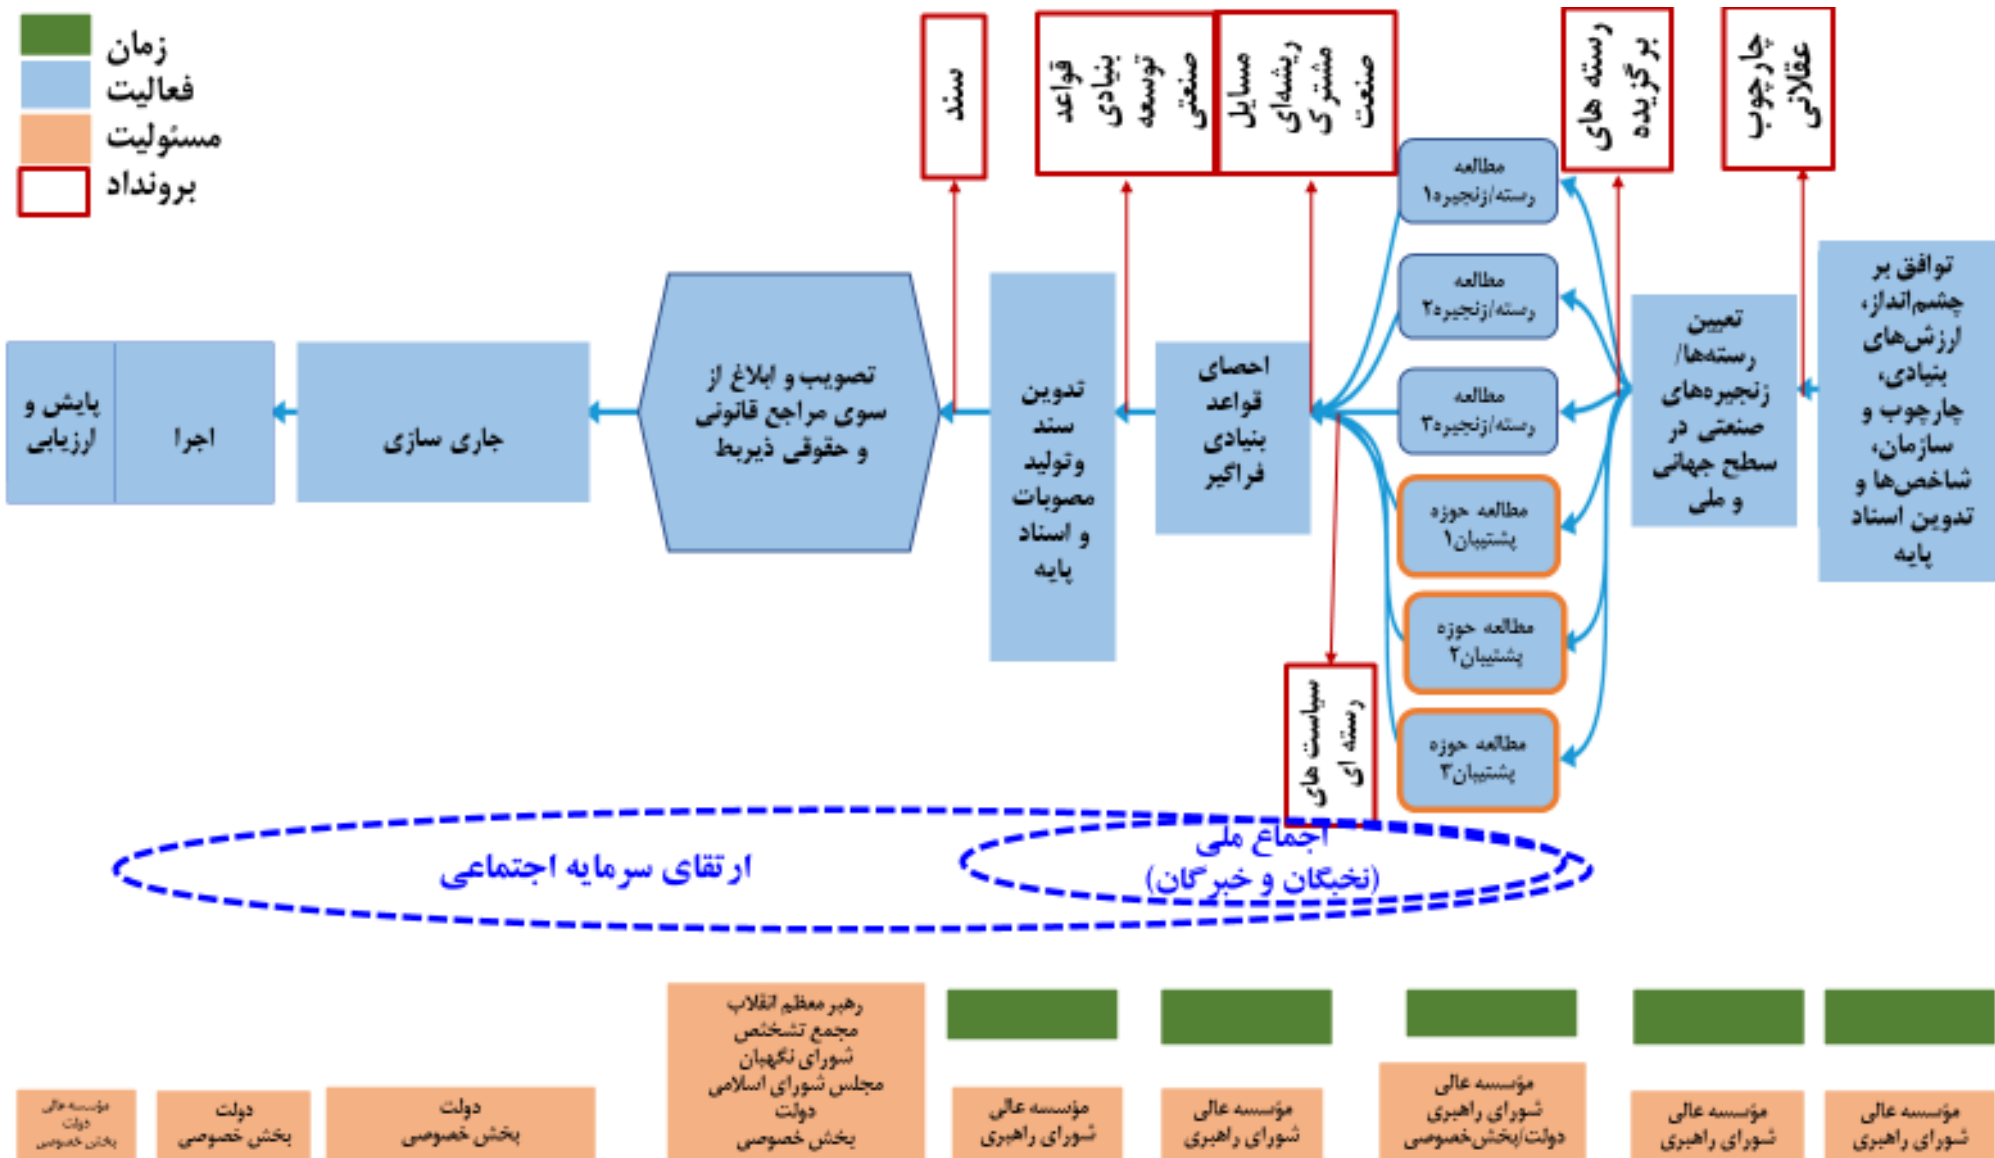 زمان
فعالیت
مسئولیت
برونداد
چارچوب
عقلانی
رسته های
برگزیده
مسایل
ریشه‌ای
مشترک
صنعت
قواعد
بنیادی
توسعه
صنعتی
سند
توافق بر
چشم‌انداز،
ارزش‌های
بنیادی،
چارچوب و
سازمان،
شاخص‌ها و
تدوین اسناد
پایه
تعیین
رسته‌ها/
زنجیره‌های
صنعتی در
سطح جهانی
و ملی
مطالعه
رسته/زنجیره۱
مطالعه
رسته/زنجیره۲
مطالعه
رسته/زنجیره۳
مطالعه حوزه
پشتیبان۱
مطالعه حوزه
پشتیبان۲
مطالعه حوزه
پشتیبان۳
احصای
قواعد
بنیادی
فراگیر
تدوین
سند
وتولید
مصوبات
و اسناد
پایه
تصویب و ابلاغ از
سوی مراجع قانونی
و حقوقی ذیربط
جاری سازی
اجرا
پایش و
ارزیابی
سیاست های
رسته ای
اجماع ملی
(نخبگان و خبرگان)
ارتقای سرمایه اجتماعی
مؤسسه عالی
شورای راهبری
مؤسسه عالی
شورای راهبری
مؤسسه عالی
شورای راهبری
دولت/بخش‌خصوصی
مؤسسه عالی
شورای راهبری
مؤسسه عالی
شورای راهبری
رهبر معظم انقلاب
مجمع تشخئص
شورای نگهبان
مجلس شورای اسلامی
دولت
بخش خصوصی
دولت
بخش خصوصی
دولت
بخش خصوصی
مؤسسه عالی
دولت
بخش خصوصی